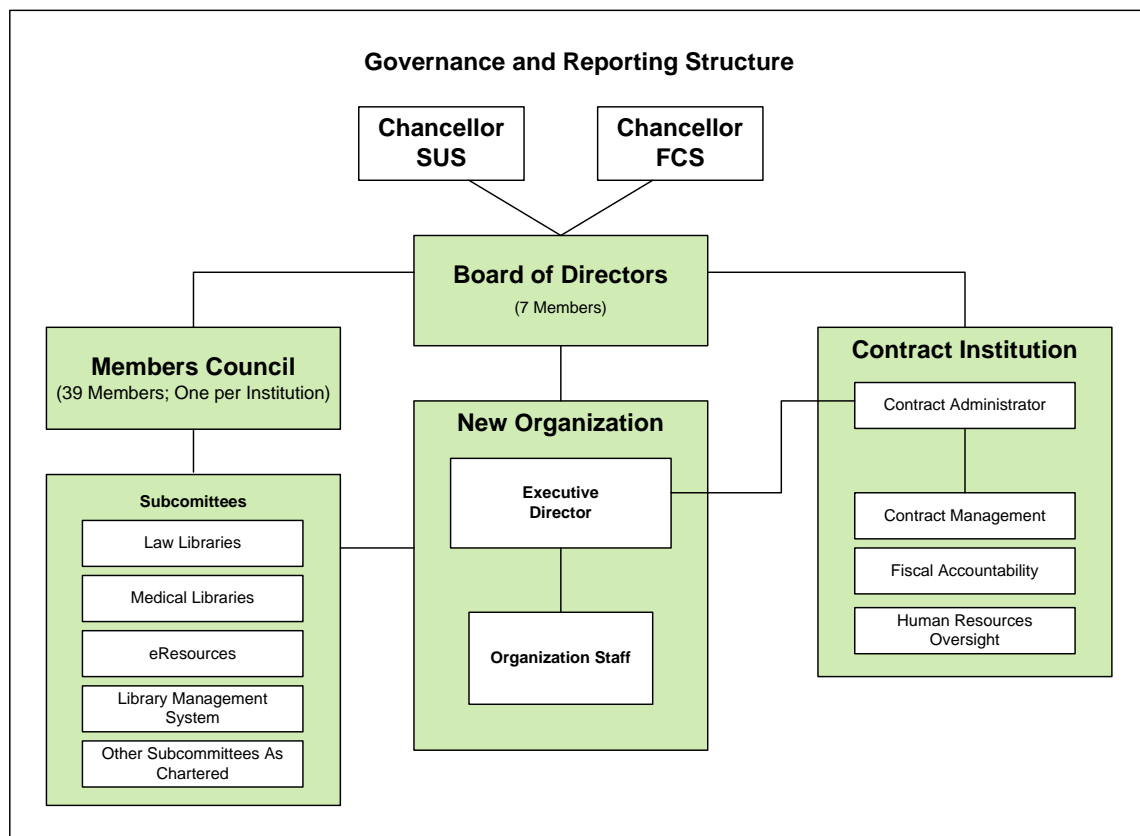 Governance and Reporting Structure
Chancellor
SUS
Chancellor
FCS
Board of Directors
(7 Members)
Members Council
(39 Members; One per Institution)
Subcomittees
Law Libraries
Medical Libraries
eResources
Library Management
System
Other Subcommittees As
Chartered
New Organization
Executive
Director
Organization Staff
Contract Institution
Contract Administrator
Contract Management
Fiscal Accountability
Human Resources
Oversight